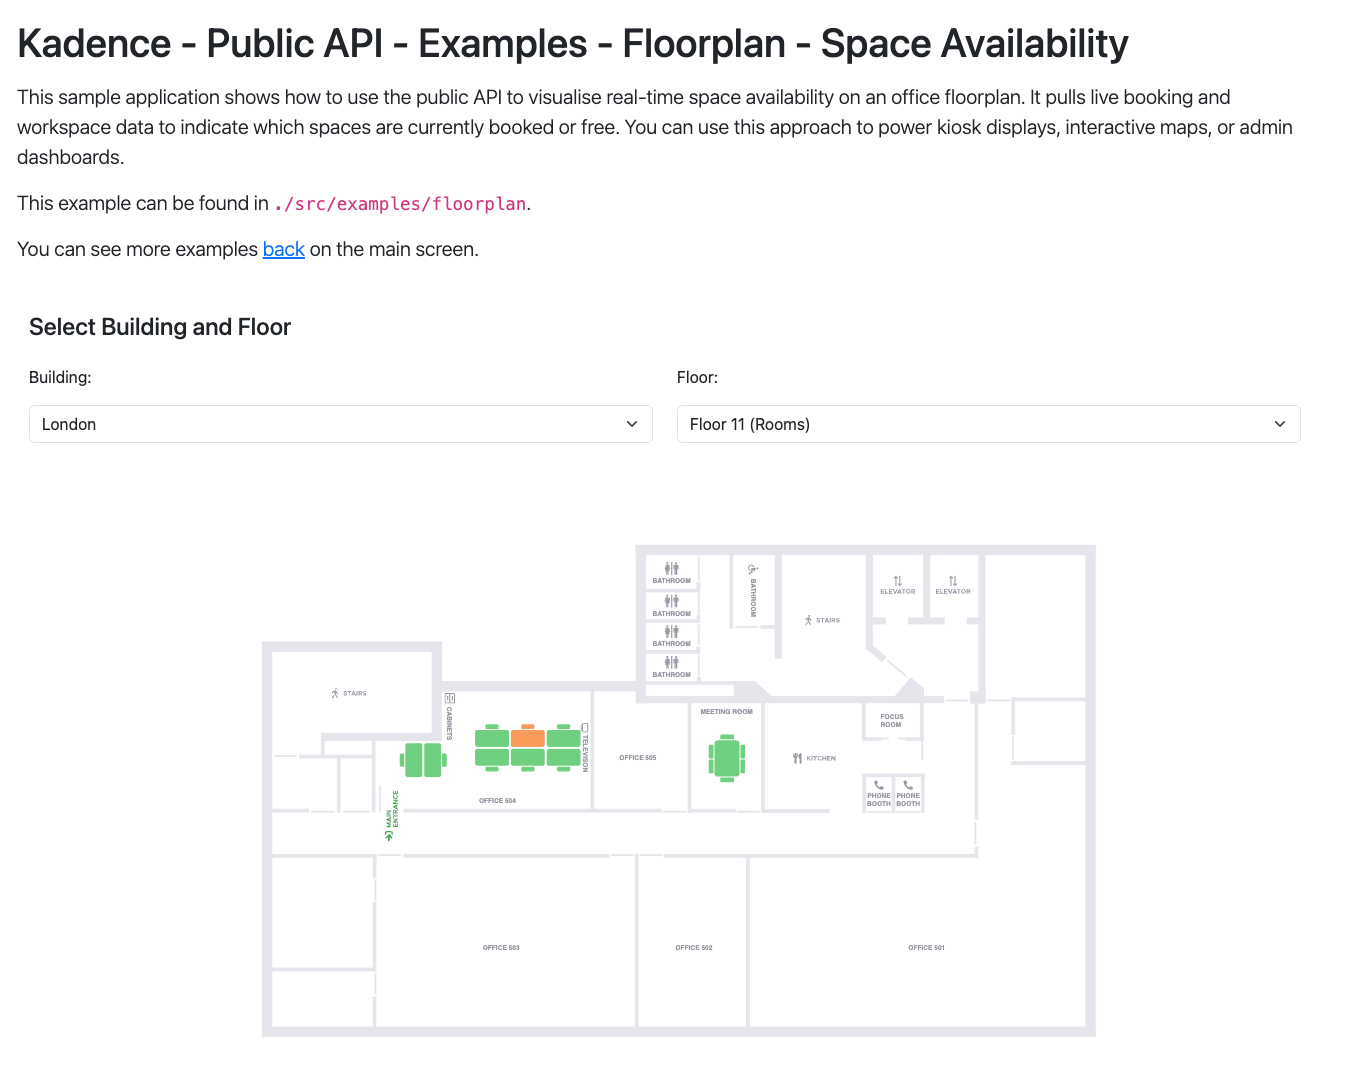 Kadence - Public API - Examples - Floorplan - Space Availability
This sample application shows how to use the public API to visualise real-time space availability on an office floorplan. It pulls live booking and
workspace data to indicate which spaces are currently booked or free. You can use this approach to power kiosk displays, interactive maps, or admin
dashboards.
This example can be found in ./src/examples/floorplan.
You can see more examples back on the main screen.
Select Building and Floor
Building:
Floor:
London
Floor 11 (Rooms)
BATHROOM
BATHROOM
BATHROOM
BATHROOM
BATHROOM
STAIRS
ELEVATOR
ELEVATOR
STAIRS
CABINETS
TELEVISON
MEETING ROOM
FOCUS
ROOM
OFFICE 505
KITCHEN
PHONE
BOOTH
PHONE
BOOTH
OFFICE 504
MAIN
ENTRANCE
OFFICE 503
OFFICE 502
OFFICE 501